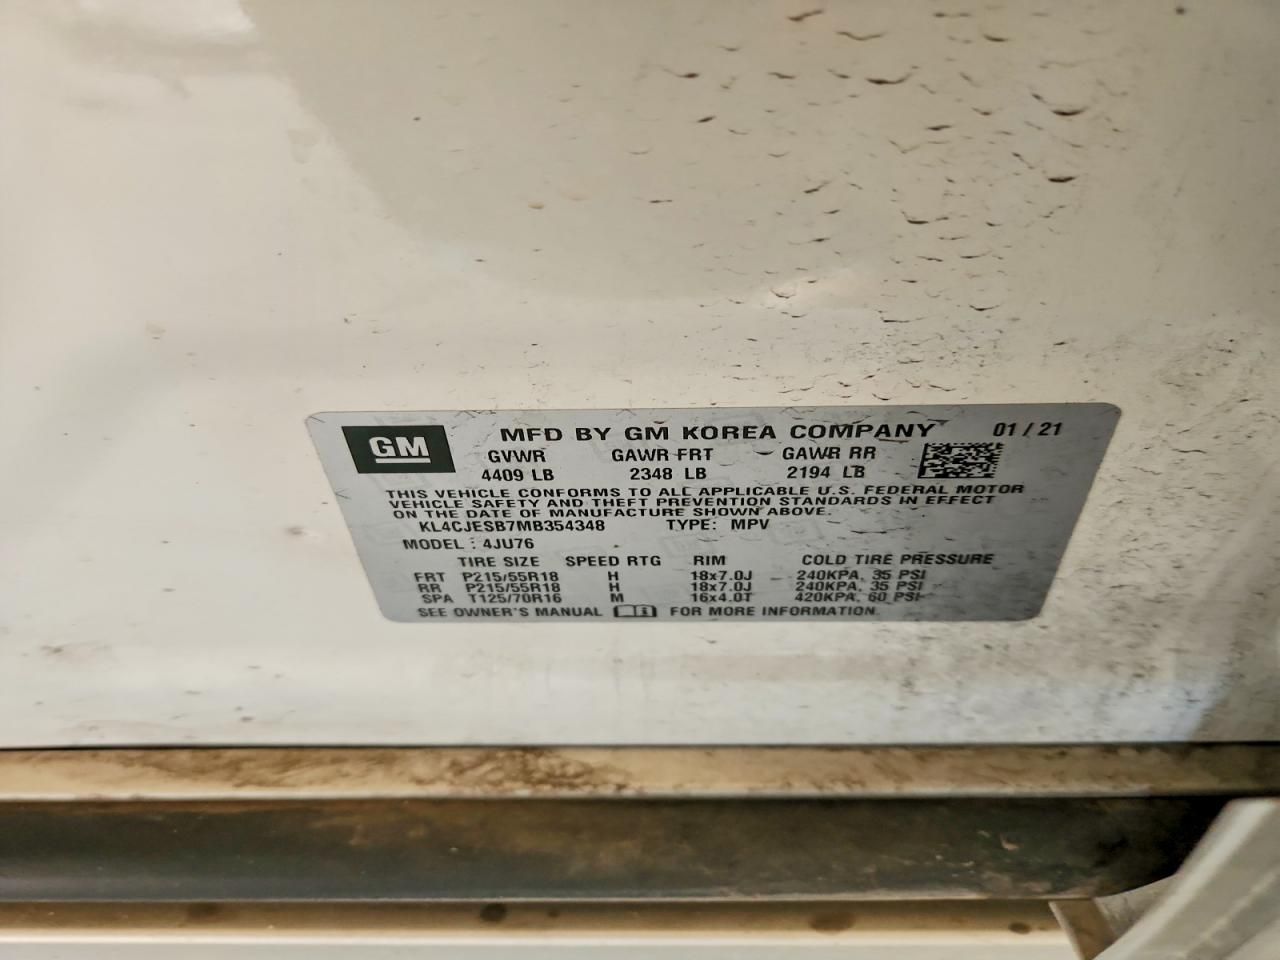 GM MFD BY GM KOREA COMPANY 01 / 21
GVWR GAWR FRT GAWR RR
4409 LB 2348 LB 2194 LB
THIS VEHICLE CONFORMS TO ALL APPLICABLE U.S. FEDERAL MOTOR
VEHICLE SAFETY AND THEFT PREVENTION STANDARDS IN EFFECT
ON THE DATE OF MANUFACTURE SHOWN ABOVE.
KL4CJESB7MB354348 TYPE: MPV
MODEL : 4JU76
TIRE SIZE SPEED RTG RIM COLD TIRE PRESSURE
FRT P215/55R18 H 18x7.0J 240KPA, 35 PSI
RR P215/55R18 H 18x7.0J 240KPA, 35 PSI
SPA T125/70R16 M 16x4.0T 420KPA, 60 PSI
SEE OWNER'S MANUAL FOR MORE INFORMATION.